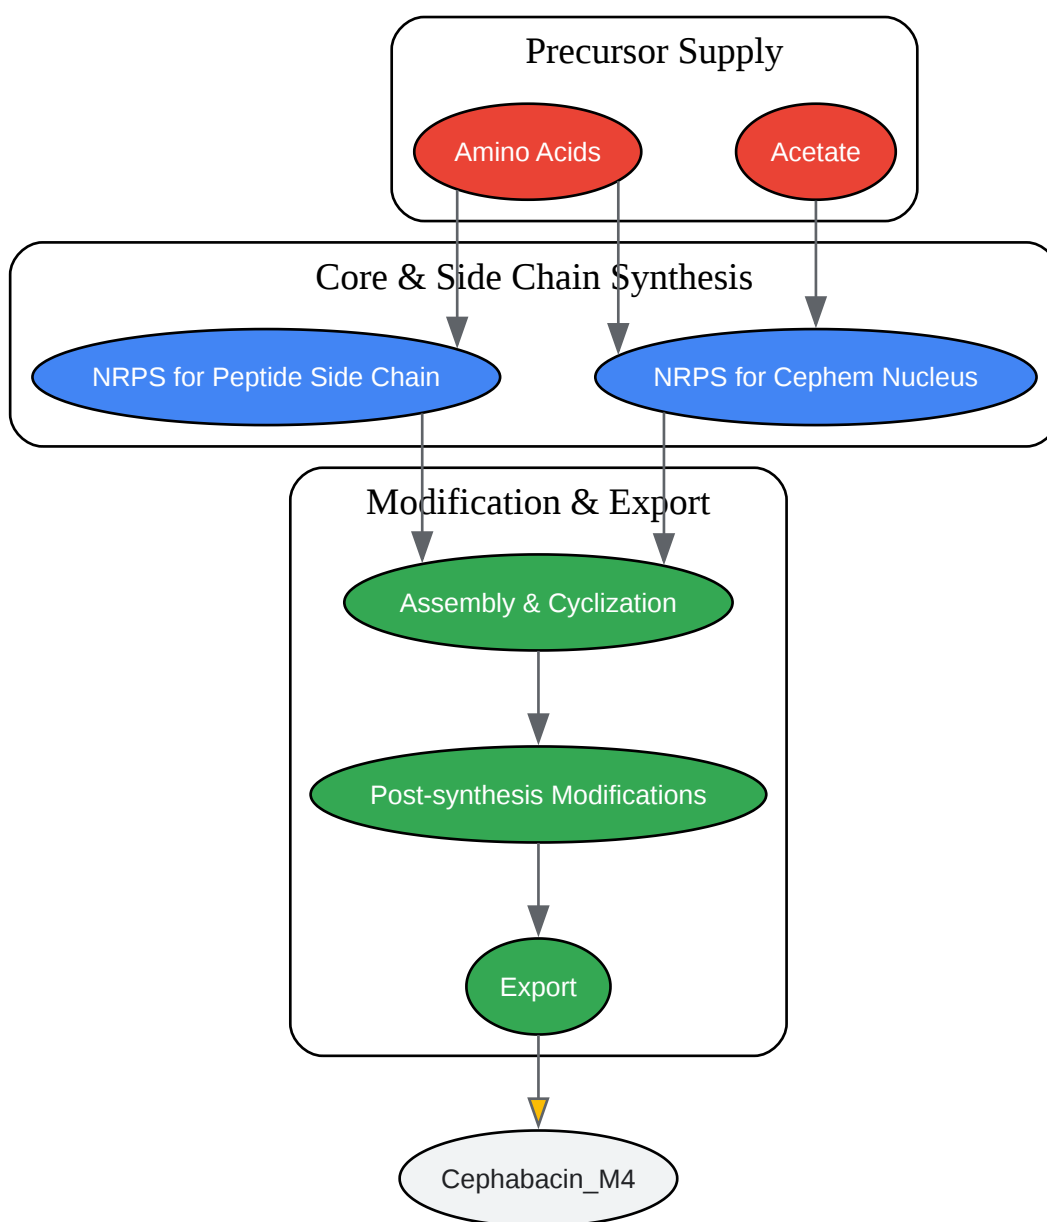 Precursor Supply
Amino Acids
Acetate
Core & Side Chain Synthesis
NRPS for Peptide Side Chain
NRPS for Cephem Nucleus
Modification & Export
Assembly & Cyclization
Post-synthesis Modifications
Export
Cephabacin_M4